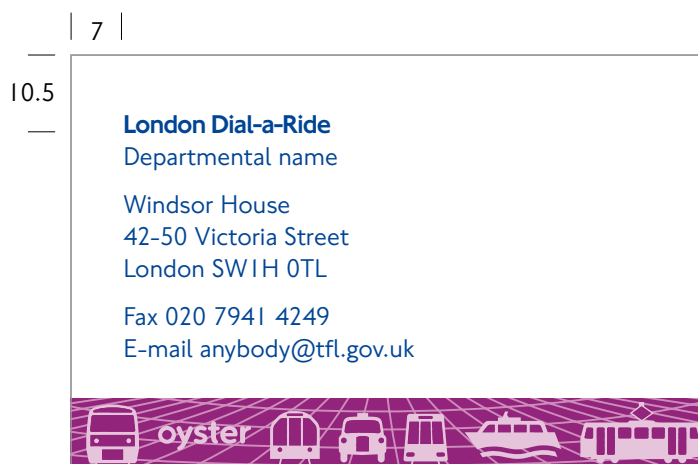 7
10.5
London Dial-a-Ride
Departmental name
Windsor House
42-50 Victoria Street
London SW1H 0TL
Fax 020 7941 4249
E-mail anybody@tfl.gov.uk
oyster